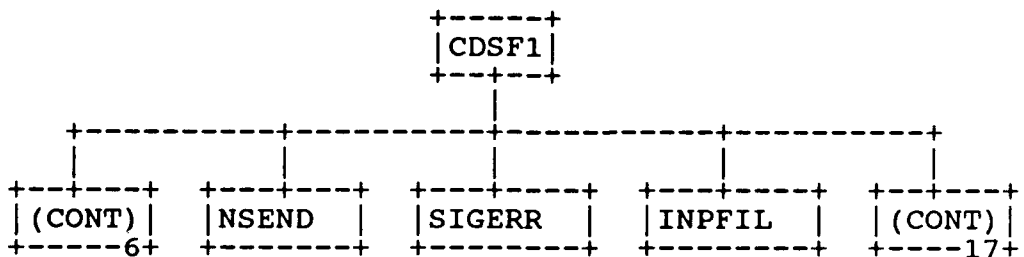 CDSF1
(CONT) NSEND SIGERR INPFIL (CONT)
6 17